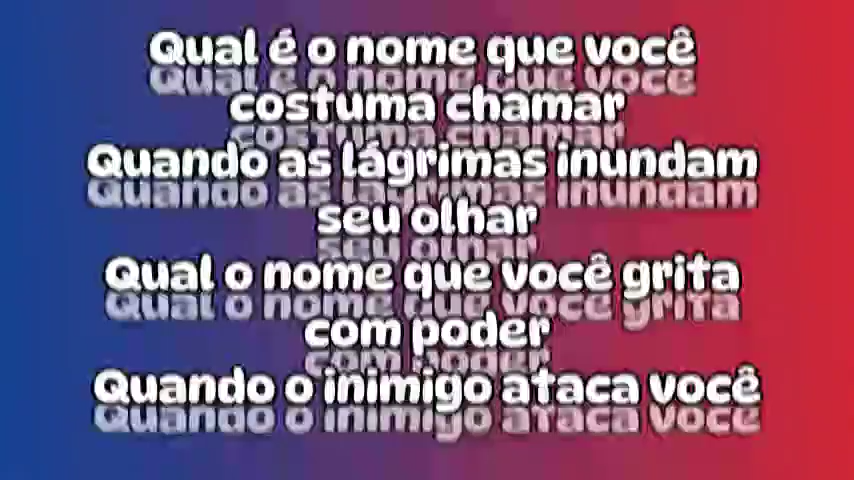 Qual é o nome que você
costuma chamar
Quando as lágrimas inundam
seu olhar
Qual o nome que você grita
com poder
Quando o inimigo ataca você